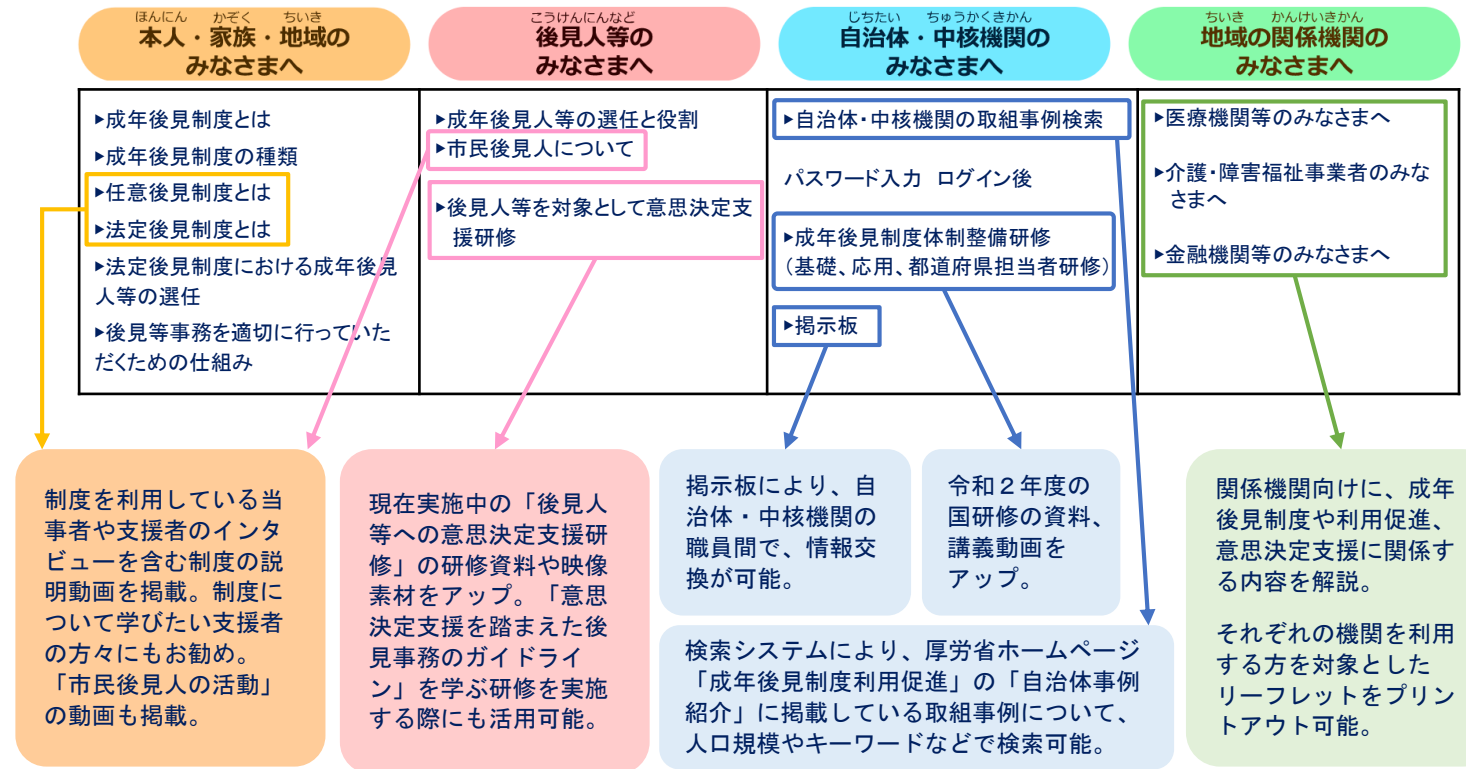 ほんにん かぞく ちいき
本人・家族・地域の
みなさまへ
こうけんにんなど
後見人等の
みなさまへ
じちたい ちゅうかくきかん
自治体・中核機関の
みなさまへ
ちいき かんけいきかん
地域の関係機関の
みなさまへ
▶成年後見制度とは
▶成年後見制度の種類
▶任意後見制度とは
▶法定後見制度とは
▶法定後見制度における成年後見
人等の選任
▶後見等事務を適切に行っていた
だくための仕組み
▶成年後見人等の選任と役割
▶市民後見人について
▶後見人等を対象として意思決定支
援研修
▶自治体・中核機関の取組事例検索
パスワード入力 ログイン後
▶成年後見制度体制整備研修
(基礎、応用、都道府県担当者研修)
▶掲示板
▶医療機関等のみなさまへ
▶介護・障害福祉事業者のみな
さまへ
▶金融機関等のみなさまへ
制度を利用している当
事者や支援者のインタ
ビューを含む制度の説
明動画を掲載。制度に
ついて学びたい支援者
の方々にもお勧め。
「市民後見人の活動」
の動画も掲載。
現在実施中の「後見人
等への意思決定支援研
修」の研修資料や映像
素材をアップ。「意思
決定支援を踏まえた後
見事務のガイドライ
ン」を学ぶ研修を実施
する際にも活用可能。
掲示板により、自
治体・中核機関の
職員間で、情報交
換が可能。
令和２年度の
国研修の資料、
講義動画を
アップ。
検索システムにより、厚労省ホームページ
「成年後見制度利用促進」の「自治体事例
紹介」に掲載している取組事例について、
人口規模やキーワードなどで検索可能。
関係機関向けに、成年
後見制度や利用促進、
意思決定支援に関係す
る内容を解説。
それぞれの機関を利用
する方を対象とした
リーフレットをプリン
トアウト可能。